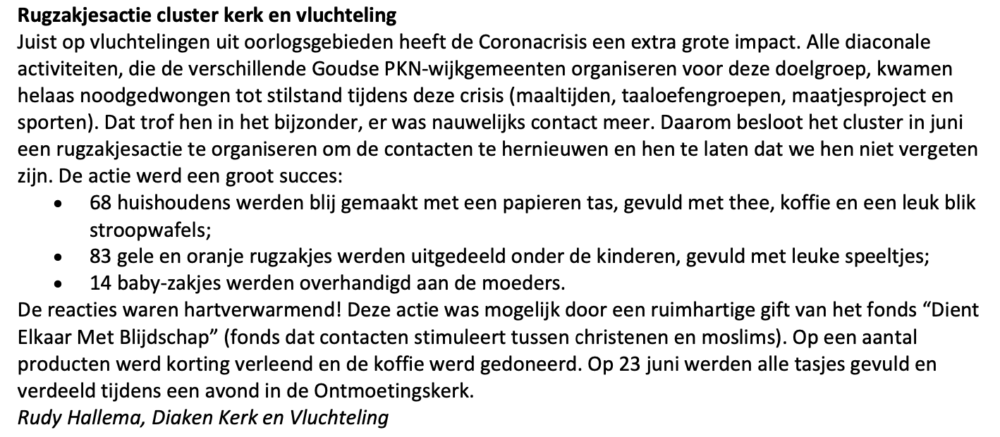 Rugzakjesactie cluster kerk en vluchteling
Juist op vluchtelingen uit oorlogsgebieden heeft de Coronacrisis een extra grote impact. Alle diaconale
activiteiten, die de verschillende Goudse PKN-wijkgemeenten organiseren voor deze doelgroep, kwamen
helaas noodgedwongen tot stilstand tijdens deze crisis (maaltijden, taaloefengroepen, maatjesproject en
sporten). Dat trof hen in het bijzonder, er was nauwelijks contact meer. Daarom besloot het cluster in juni
een rugzakjesactie te organiseren om de contacten te hernieuwen en hen te laten dat we hen niet vergeten
zijn. De actie werd een groot succes:
• 68 huishoudens werden blij gemaakt met een papieren tas, gevuld met thee, koffie en een leuk blik
stroopwafels;
• 83 gele en oranje rugzakjes werden uitgedeeld onder de kinderen, gevuld met leuke speeltjes;
• 14 baby-zakjes werden overhandigd aan de moeders.
De reacties waren hartverwarmend! Deze actie was mogelijk door een ruimhartige gift van het fonds “Dient
Elkaar Met Blijdschap” (fonds dat contacten stimuleert tussen christenen en moslims). Op een aantal
producten werd korting verleend en de koffie werd gedoneerd. Op 23 juni werden alle tasjes gevuld en
verdeeld tijdens een avond in de Ontmoetingskerk.
Rudy Hallema, Diaken Kerk en Vluchteling